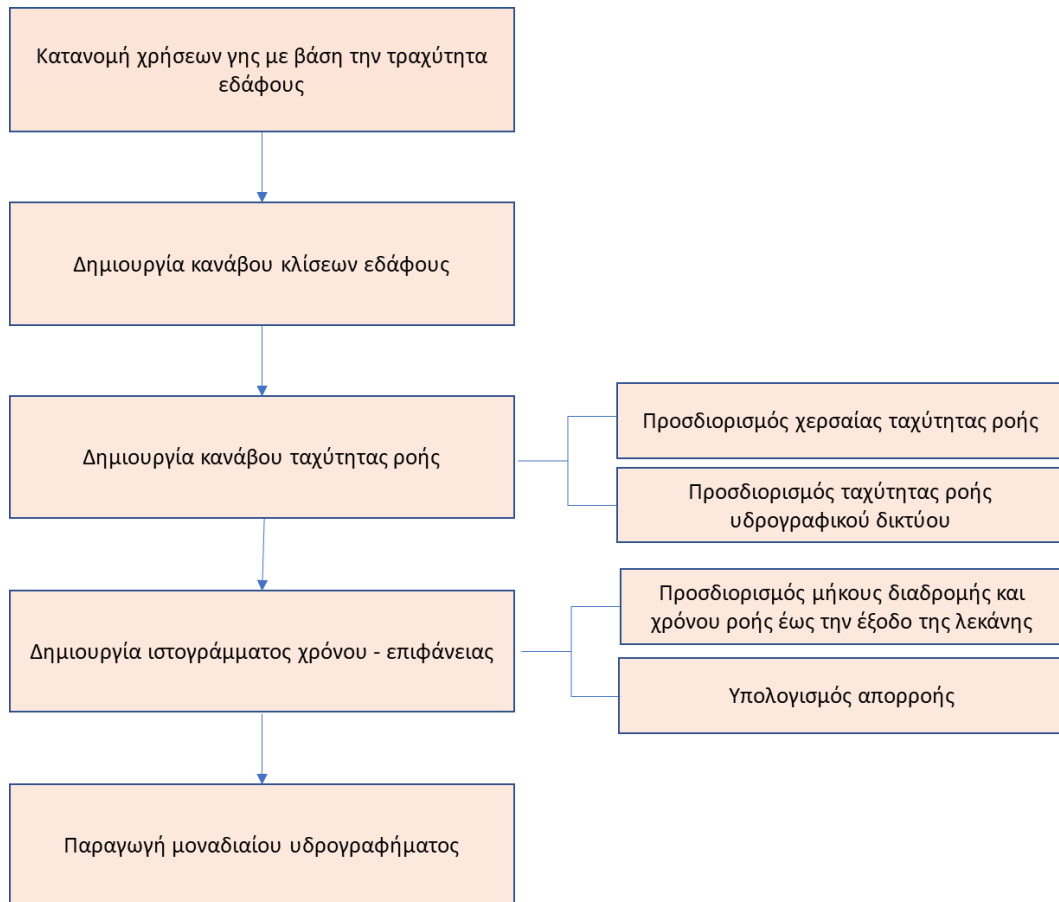 Κατανομή χρήσεων γης με βάση την τραχύτητα
εδάφους
Δημιουργία κανάβου κλίσεων εδάφους
Δημιουργία κανάβου ταχύτητας ροής
Προσδιορισμός χερσαίας ταχύτητας ροής
Προσδιορισμός ταχύτητας ροής
υδρογραφικού δικτύου
Δημιουργία ιστογράμματος χρόνου - επιφάνειας
Προσδιορισμός μήκους διαδρομής και
χρόνου ροής έως την έξοδο της λεκάνης
Υπολογισμός απορροής
Παραγωγή μοναδιαίου υδρογραφήματος